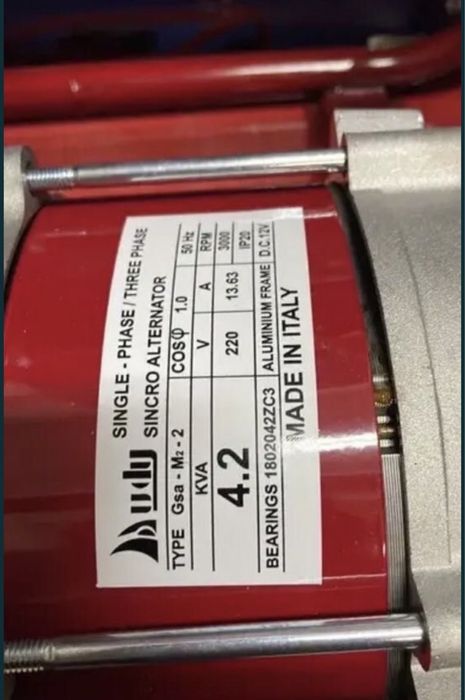 Audy
SINGLE - PHASE / THREE PHASE
SINCRO ALTERNATOR
TYPE Gsa - M2 - 2 COSφ 1.0 50 Hz
KVA V A RPM
4.2 220 13.63 3000
IP20
BEARINGS 1802042ZC3 ALUMINIUM FRAME D.C.12V
MADE IN ITALY